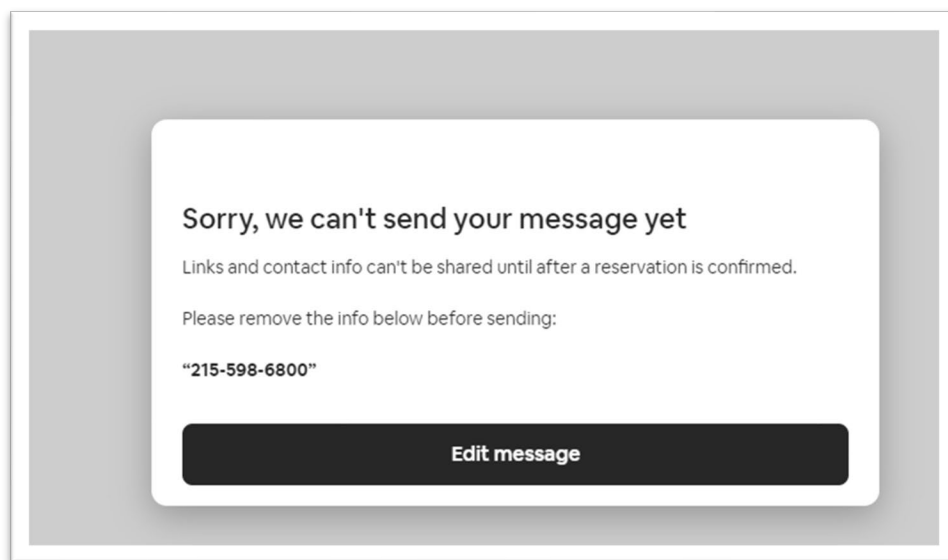 Sorry, we can't send your message yet
Links and contact info can't be shared until after a reservation is confirmed.
Please remove the info below before sending:
“215-598-6800”
Edit message